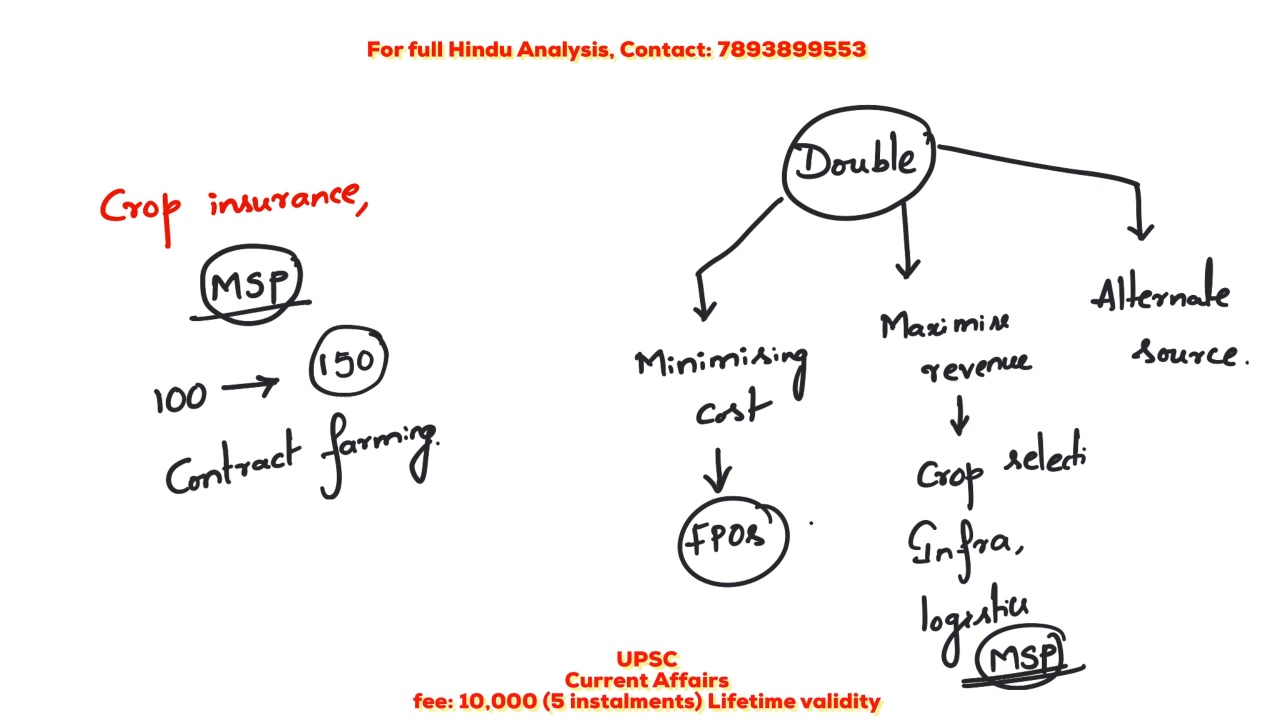 For full Hindu Analysis, Contact: 7893899553
Crop insurance,
MSP
100 → 150
Contract farming.
Double
Minimising
cost
FPOs
Maximise
revenue
Crop selecti
Infra,
logistics
MSP
Alternate
source.
UPSC
Current Affairs
fee: 10,000 (5 instalments) Lifetime validity